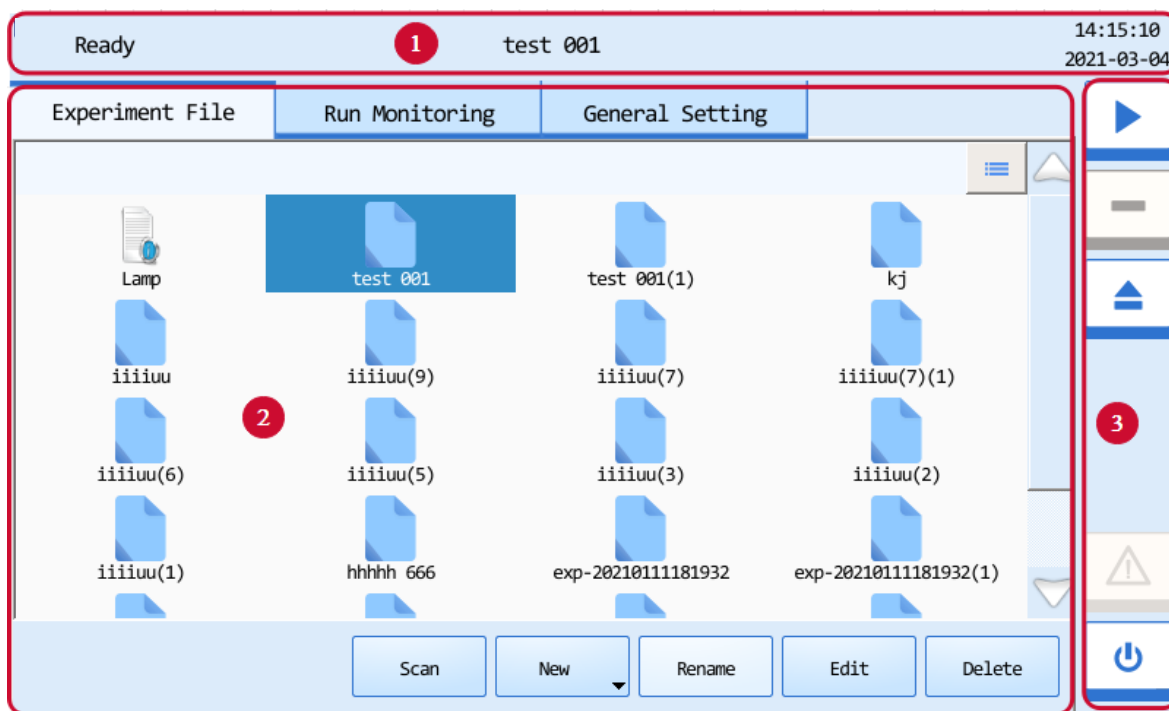 Ready 1 test 001 14:15:10
2021-03-04
Experiment File Run Monitoring General Setting
Lamp test 001 test 001(1) kj
iiiiuu iiiiuu(9) iiiiuu(7) iiiiuu(7)(1)
2 3
iiiiuu(6) iiiiuu(5) iiiiuu(3) iiiiuu(2)
iiiiuu(1) hhhhh 666 exp-20210111181932 exp-20210111181932(1)
Scan New Rename Edit Delete